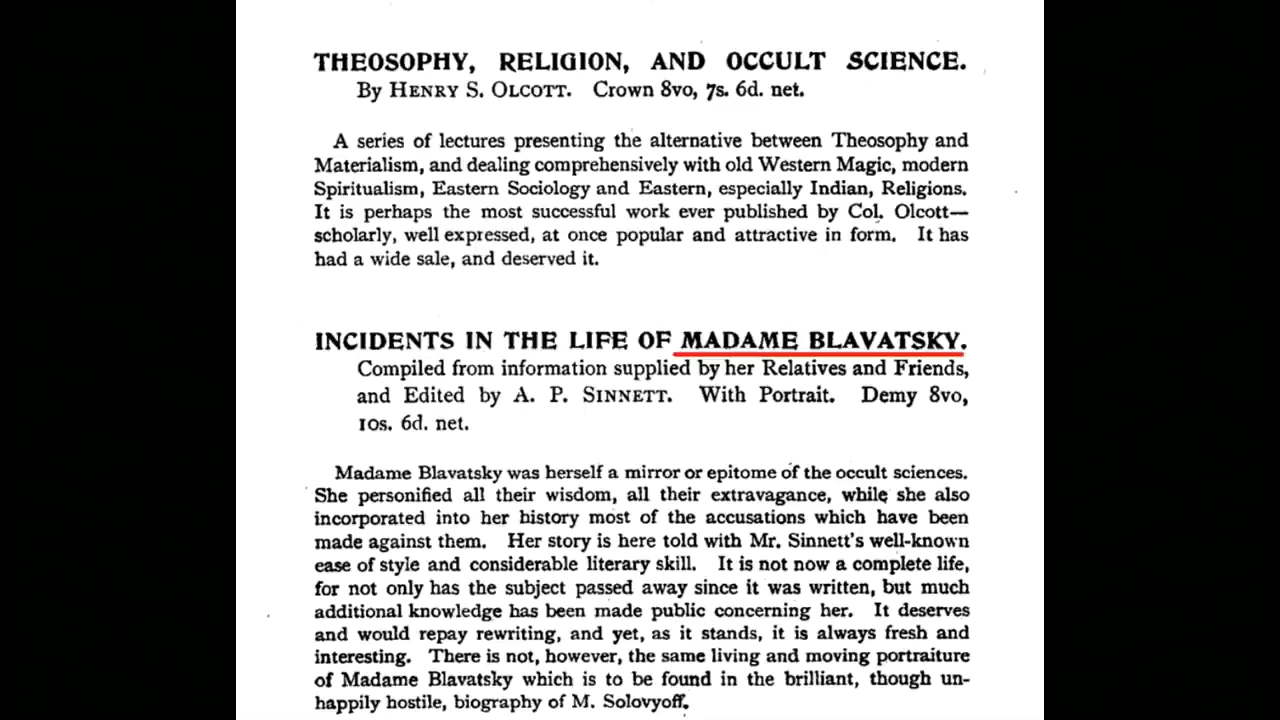 THEOSOPHY, RELIGION, AND OCCULT SCIENCE.
By HENRY S. OLCOTT. Crown 8vo, 7s. 6d. net.
A series of lectures presenting the alternative between Theosophy and
Materialism, and dealing comprehensively with old Western Magic, modern
Spiritualism, Eastern Sociology and Eastern, especially Indian, Religions.
It is perhaps the most successful work ever published by Col. Olcott—
scholarly, well expressed, at once popular and attractive in form. It has
had a wide sale, and deserved it.
INCIDENTS IN THE LIFE OF MADAME BLAVATSKY.
Compiled from information supplied by her Relatives and Friends,
and Edited by A. P. SINNETT. With Portrait. Demy 8vo,
10s. 6d. net.
Madame Blavatsky was herself a mirror or epitome of the occult sciences.
She personified all their wisdom, all their extravagance, while she also
incorporated into her history most of the accusations which have been
made against them. Her story is here told with Mr. Sinnett's well-known
ease of style and considerable literary skill. It is not now a complete life,
for not only has the subject passed away since it was written, but much
additional knowledge has been made public concerning her. It deserves
and would repay rewriting, and yet, as it stands, it is always fresh and
interesting. There is not, however, the same living and moving portraiture
of Madame Blavatsky which is to be found in the brilliant, though un-
happily hostile, biography of M. Solovyoff.